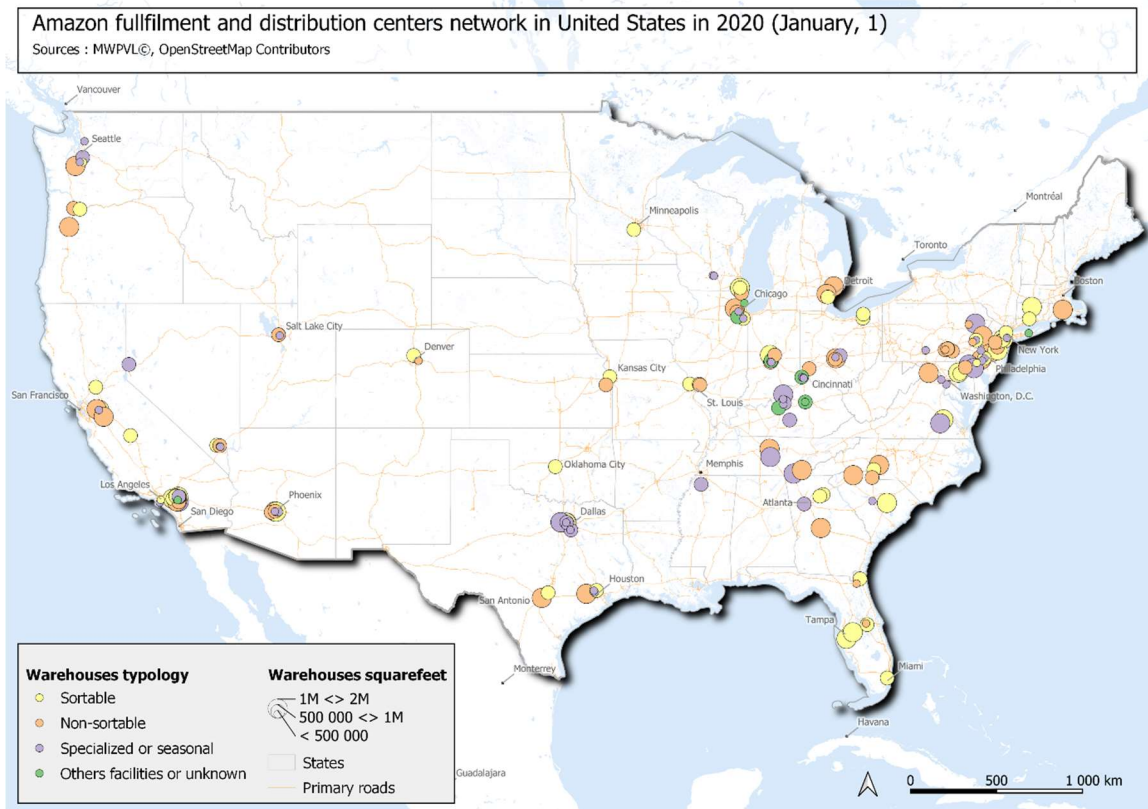 Amazon fullfilment and distribution centers network in United States in 2020 (January, 1)
Sources : MWPVL©, OpenStreetMap Contributors
Vancouver
Seattle
Montréal
Minneapolis
Toronto
Boston
Detroit
Chicago
Salt Lake City
Denver
New York
Philadelphia
Kansas City
Cincinnati
San Francisco
St. Louis
Washington, D.C.
Oklahoma City
Memphis
Los Angeles
Phoenix
Atlanta
San Diego
Dallas
Houston
San Antonio
Tampa
Miami
Monterrey
Havana
Guadalajara
Warehouses typology
Sortable
Non-sortable
Specialized or seasonal
Others facilities or unknown
Warehouses squarefeet
1M <> 2M
500 000 <> 1M
< 500 000
States
Primary roads
0 500 1 000 km